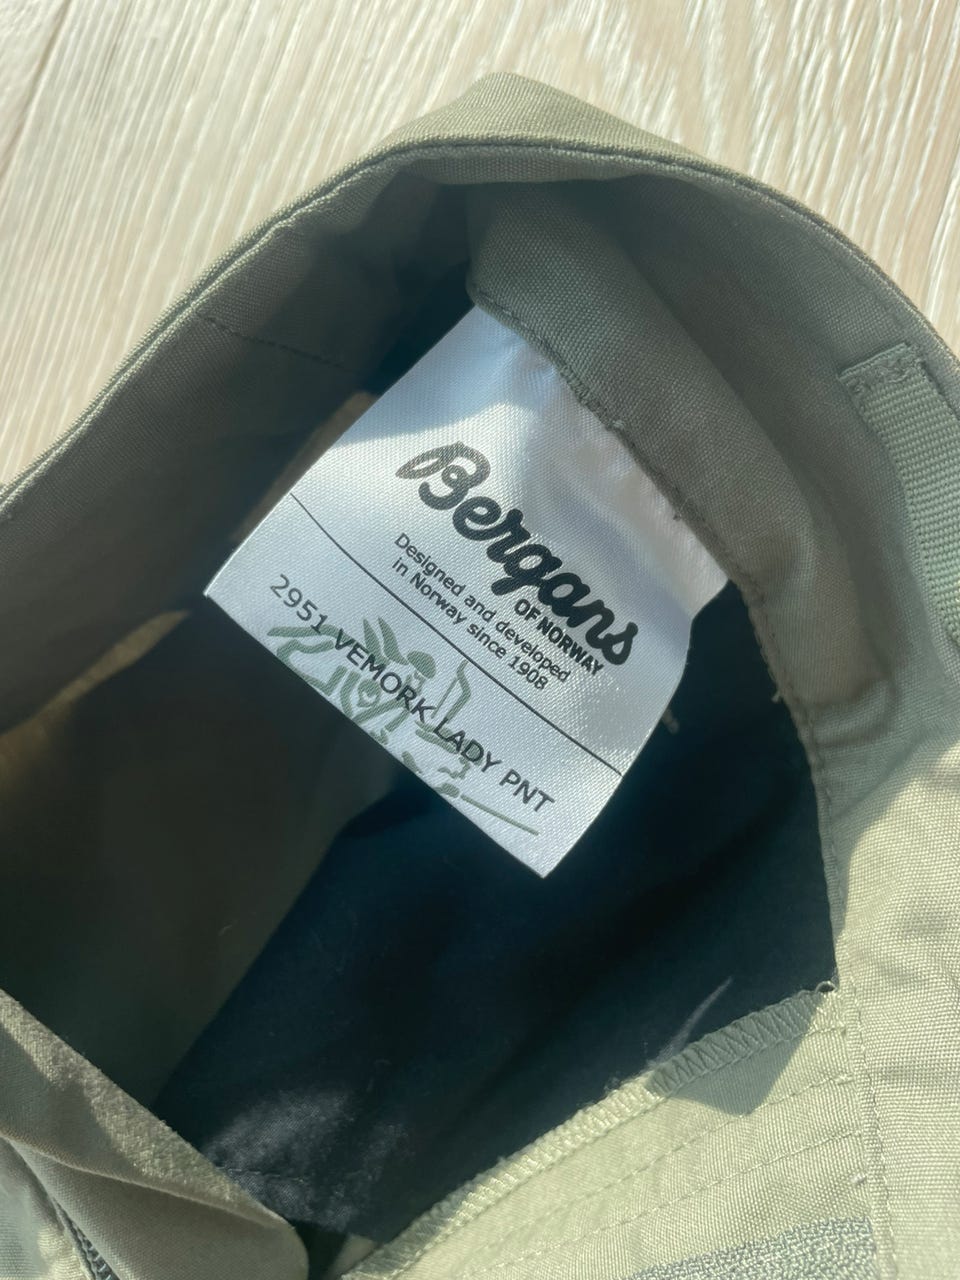 Bergans
OF NORWAY
Designed and developed
in Norway since 1908
2951 VEMORK LADY PNT